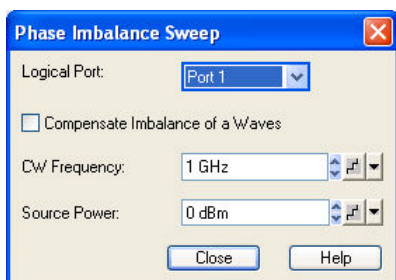 Phase Imbalance Sweep
Logical Port: Port 1
Compensate Imbalance of a Waves
CW Frequency: 1 GHz
Source Power: 0 dBm
Close Help